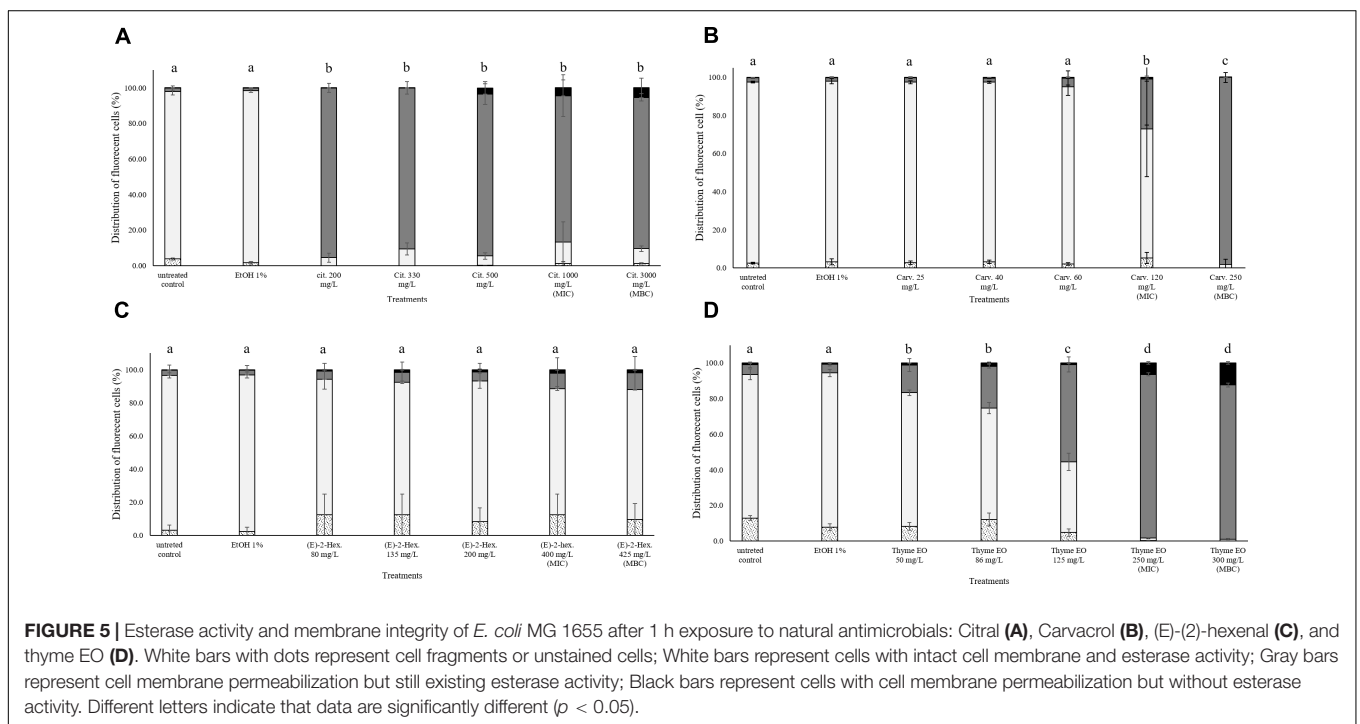 A
a a b b b b b
Distribution of fluorecent cells (%)
100.00
80.00
60.00
40.00
20.00
0.00
untreated control
EtOH 1%
cit. 200 mg/L
Cit. 330 mg/L
Cit. 500 mg/L
Cit. 1000 mg/L (MIC)
Cit. 3000 mg/L (MBC)
Treatments
B
a a a a a b c
Distribution of fluorecent cell (%)
100.0
80.0
60.0
40.0
20.0
0.0
untreted control
EtOH 1%
Carv. 25 mg/L
Carv. 40 mg/L
Carv. 60 mg/L
Carv. 120 mg/L (MIC)
Carv. 250 mg/L (MBC)
Treatments
C
a a a a a a a
Distribution of fluorescent cells (%)
100.0
80.0
60.0
40.0
20.0
0.0
untreted control
EtOH 1%
(E)-2-Hex. 80 mg/L
(E)-2-Hex. 135 mg/L
(E)-2-Hex. 200 mg/L
(E)-2-hex. 400 mg/L (MIC)
(E)-2-Hex. 425 mg/L (MBC)
Treatments
D
a a b b c d d
Distribution of fluorescent cells (%)
100.0
80.0
60.0
40.0
20.0
0.0
untreated control
EtOH 1%
Thyme EO 50 mg/L
Thyme EO 86 mg/L
Thyme EO 125 mg/L
Thyme EO 250 mg/L (MIC)
Thyme EO 300 mg/L (MBC)
Treatments
FIGURE 5 | Esterase activity and membrane integrity of E. coli MG 1655 after 1 h exposure to natural antimicrobials: Citral (A), Carvacrol (B), (E)-(2)-hexenal (C), and
thyme EO (D). White bars with dots represent cell fragments or unstained cells; White bars represent cells with intact cell membrane and esterase activity; Gray bars
represent cell membrane permeabilization but still existing esterase activity; Black bars represent cells with cell membrane permeabilization but without esterase
activity. Different letters indicate that data are significantly different (p < 0.05).